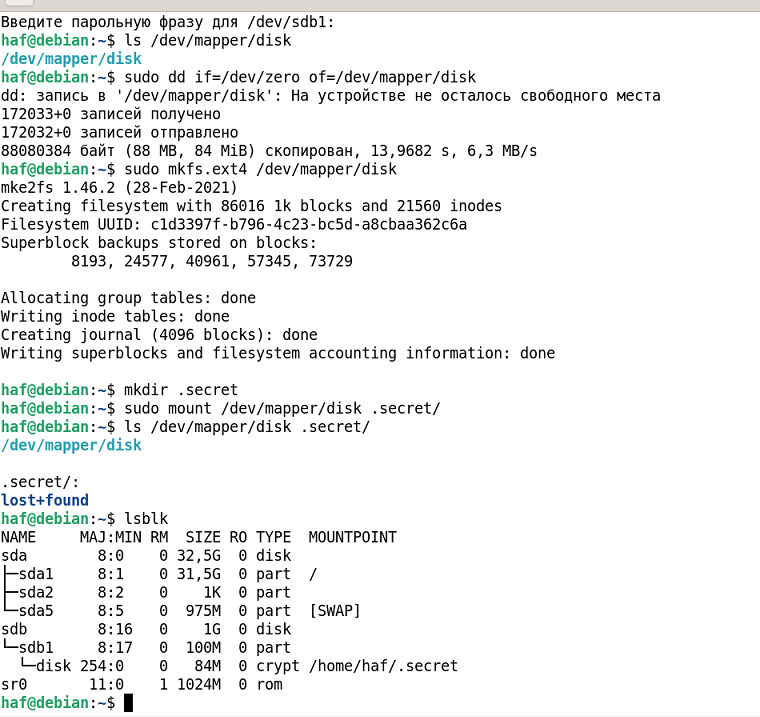 Введите парольную фразу для /dev/sdb1:
haf@debian:~$ ls /dev/mapper/disk
/dev/mapper/disk
haf@debian:~$ sudo dd if=/dev/zero of=/dev/mapper/disk
dd: запись в '/dev/mapper/disk': На устройстве не осталось свободного места
172033+0 записей получено
172032+0 записей отправлено
88080384 байт (88 MB, 84 MiB) скопирован, 13,9682 s, 6,3 MB/s
haf@debian:~$ sudo mkfs.ext4 /dev/mapper/disk
mke2fs 1.46.2 (28-Feb-2021)
Creating filesystem with 86016 1k blocks and 21560 inodes
Filesystem UUID: c1d3397f-b796-4c23-bc5d-a8cbaa362c6a
Superblock backups stored on blocks:
        8193, 24577, 40961, 57345, 73729

Allocating group tables: done
Writing inode tables: done
Creating journal (4096 blocks): done
Writing superblocks and filesystem accounting information: done

haf@debian:~$ mkdir .secret
haf@debian:~$ sudo mount /dev/mapper/disk .secret/
haf@debian:~$ ls /dev/mapper/disk .secret/
/dev/mapper/disk

.secret/:
lost+found
haf@debian:~$ lsblk
NAME     MAJ:MIN RM  SIZE RO TYPE  MOUNTPOINT
sda        8:0    0 32,5G  0 disk
├─sda1     8:1    0 31,5G  0 part  /
├─sda2     8:2    0    1K  0 part
└─sda5     8:5    0  975M  0 part  [SWAP]
sdb        8:16   0    1G  0 disk
└─sdb1     8:17   0  100M  0 part
  └─disk 254:0    0   84M  0 crypt /home/haf/.secret
sr0       11:0    1 1024M  0 rom
haf@debian:~$